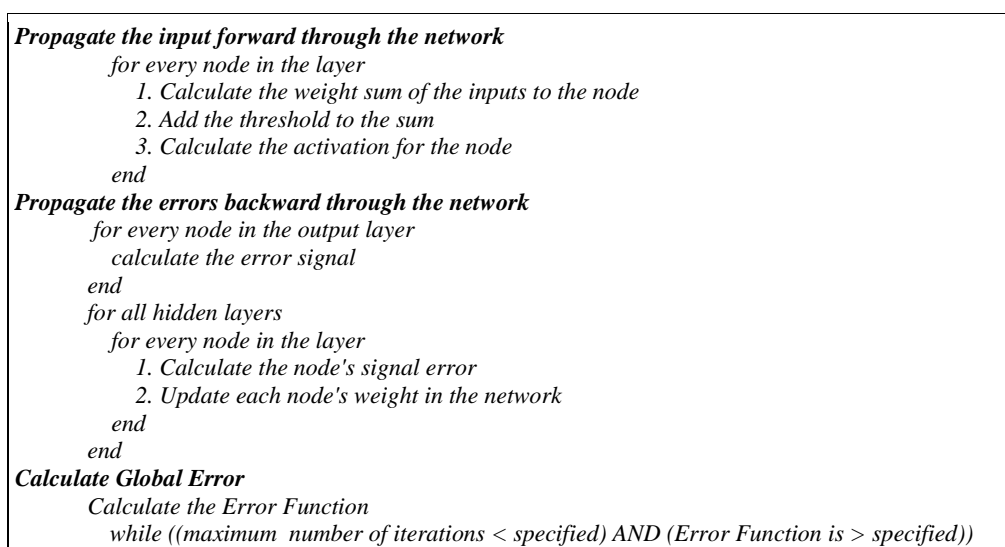 Propagate the input forward through the network
for every node in the layer
1. Calculate the weight sum of the inputs to the node
2. Add the threshold to the sum
3. Calculate the activation for the node
end
Propagate the errors backward through the network
for every node in the output layer
calculate the error signal
end
for all hidden layers
for every node in the layer
1. Calculate the node's signal error
2. Update each node's weight in the network
end
end
Calculate Global Error
Calculate the Error Function
while ((maximum number of iterations < specified) AND (Error Function is > specified))